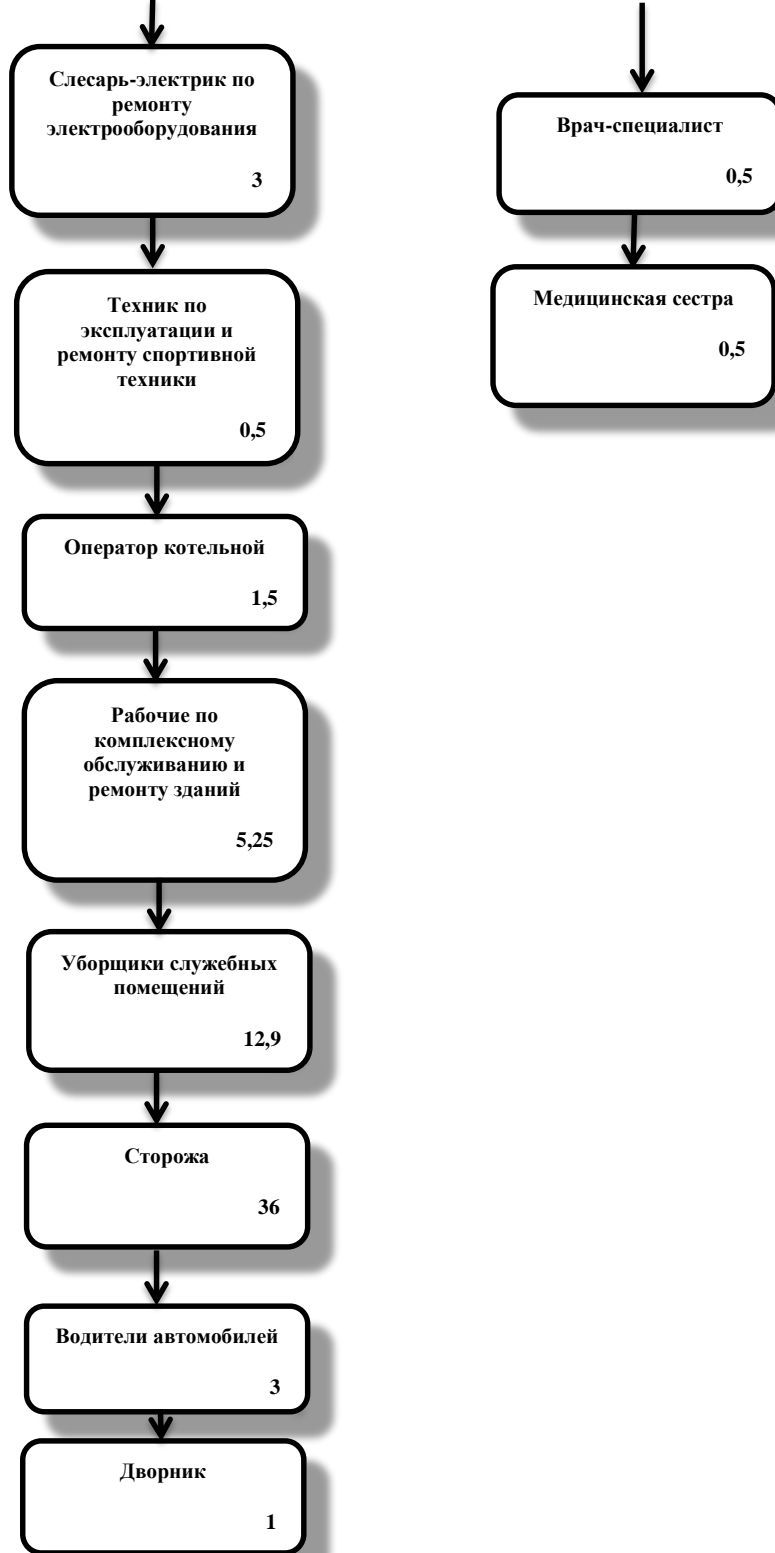 Слесарь-электрик по
ремонту
электрооборудования
3
Техник по
эксплуатации и
ремонту спортивной
техники
0,5
Оператор котельной
1,5
Рабочие по
комплексному
обслуживанию и
ремонту зданий
5,25
Уборщики служебных
помещений
12,9
Сторожа
36
Водители автомобилей
3
Дворник
1
Врач-специалист
0,5
Медицинская сестра
0,5